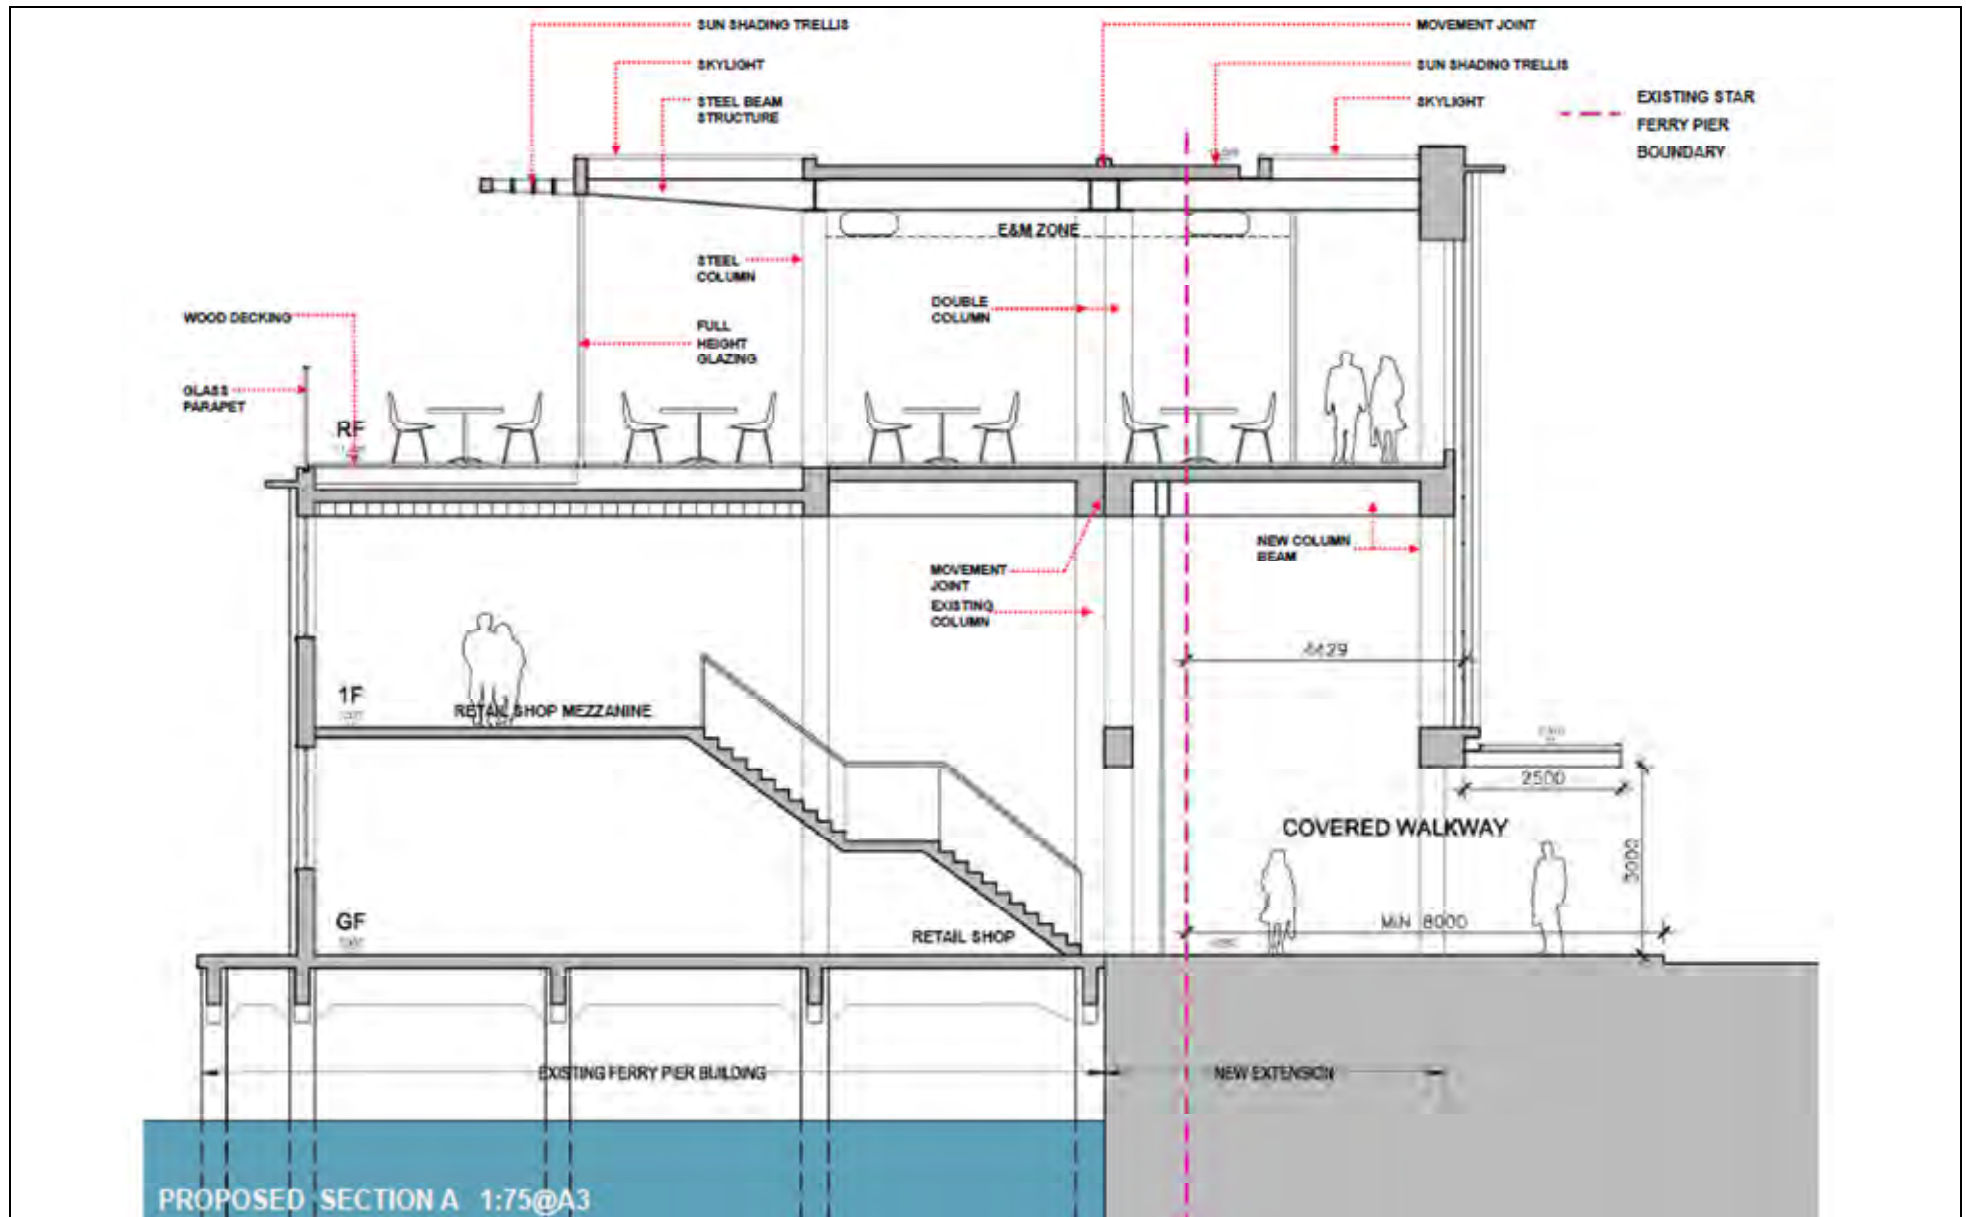 SUN SHADING TRELLIS
MOVEMENT JOINT
SKYLIGHT
SUN SHADING TRELLIS
STEEL BEAM
STRUCTURE
SKYLIGHT
EXISTING STAR
FERRY PIER
BOUNDARY
E&M ZONE
STEEL
COLUMN
DOUBLE
COLUMN
WOOD DECKING
FULL
HEIGHT
GLAZING
GLASS
PARAPET
RF
NEW COLUMN
BEAM
MOVEMENT
JOINT
EXISTING
COLUMN
4429
1F
RETAIL SHOP MEZZANINE
2500
COVERED WALKWAY
GF
RETAIL SHOP
MIN 8000
EXISTING FERRY PIER BUILDING
NEW EXTENSION
PROPOSED SECTION A 1:75@A3